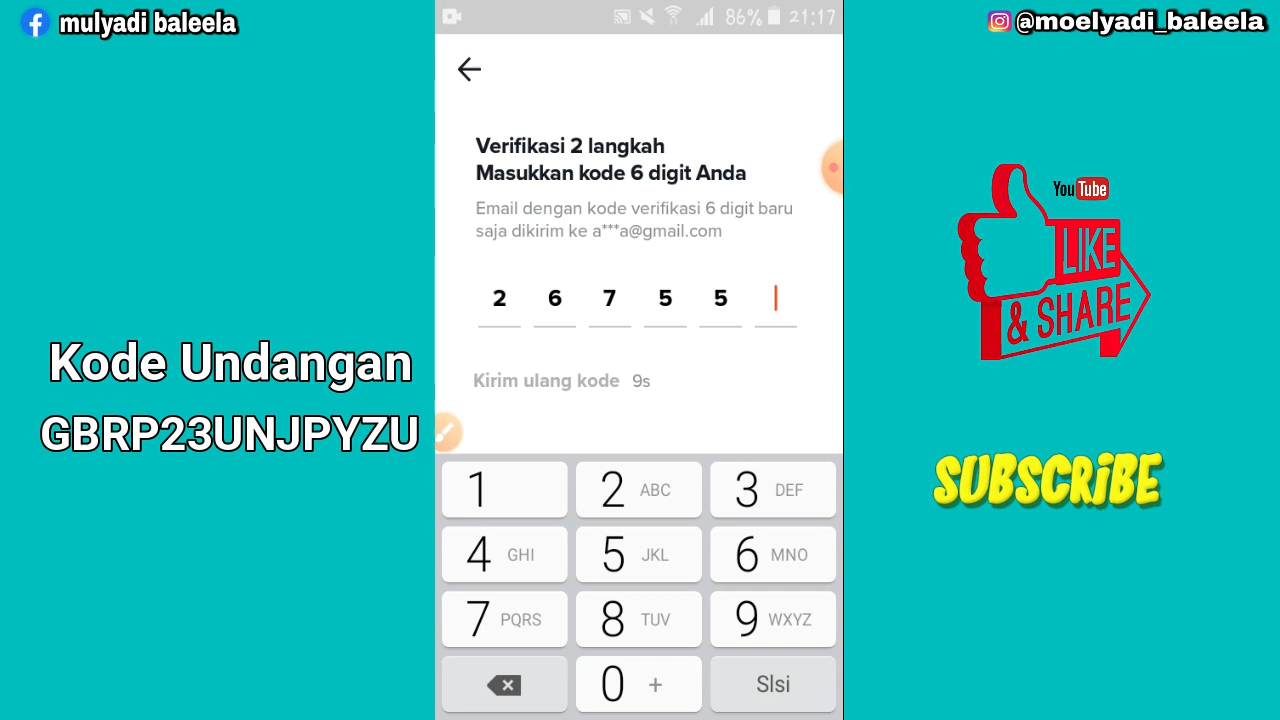 mulyadi baleela
@moelyadi_baleela
86% 21:17
Verifikasi 2 langkah
Masukkan kode 6 digit Anda
Email dengan kode verifikasi 6 digit baru
saja dikirim ke a***a@gmail.com
2 6 7 5 5
Kirim ulang kode 9s
Kode Undangan
GBRP23UNJPYZU
YouTube
LIKE
& SHARE
SUBSCRiBE
1 2 ABC 3 DEF
4 GHI 5 JKL 6 MNO
7 PQRS 8 TUV 9 WXYZ
0 + Slsi